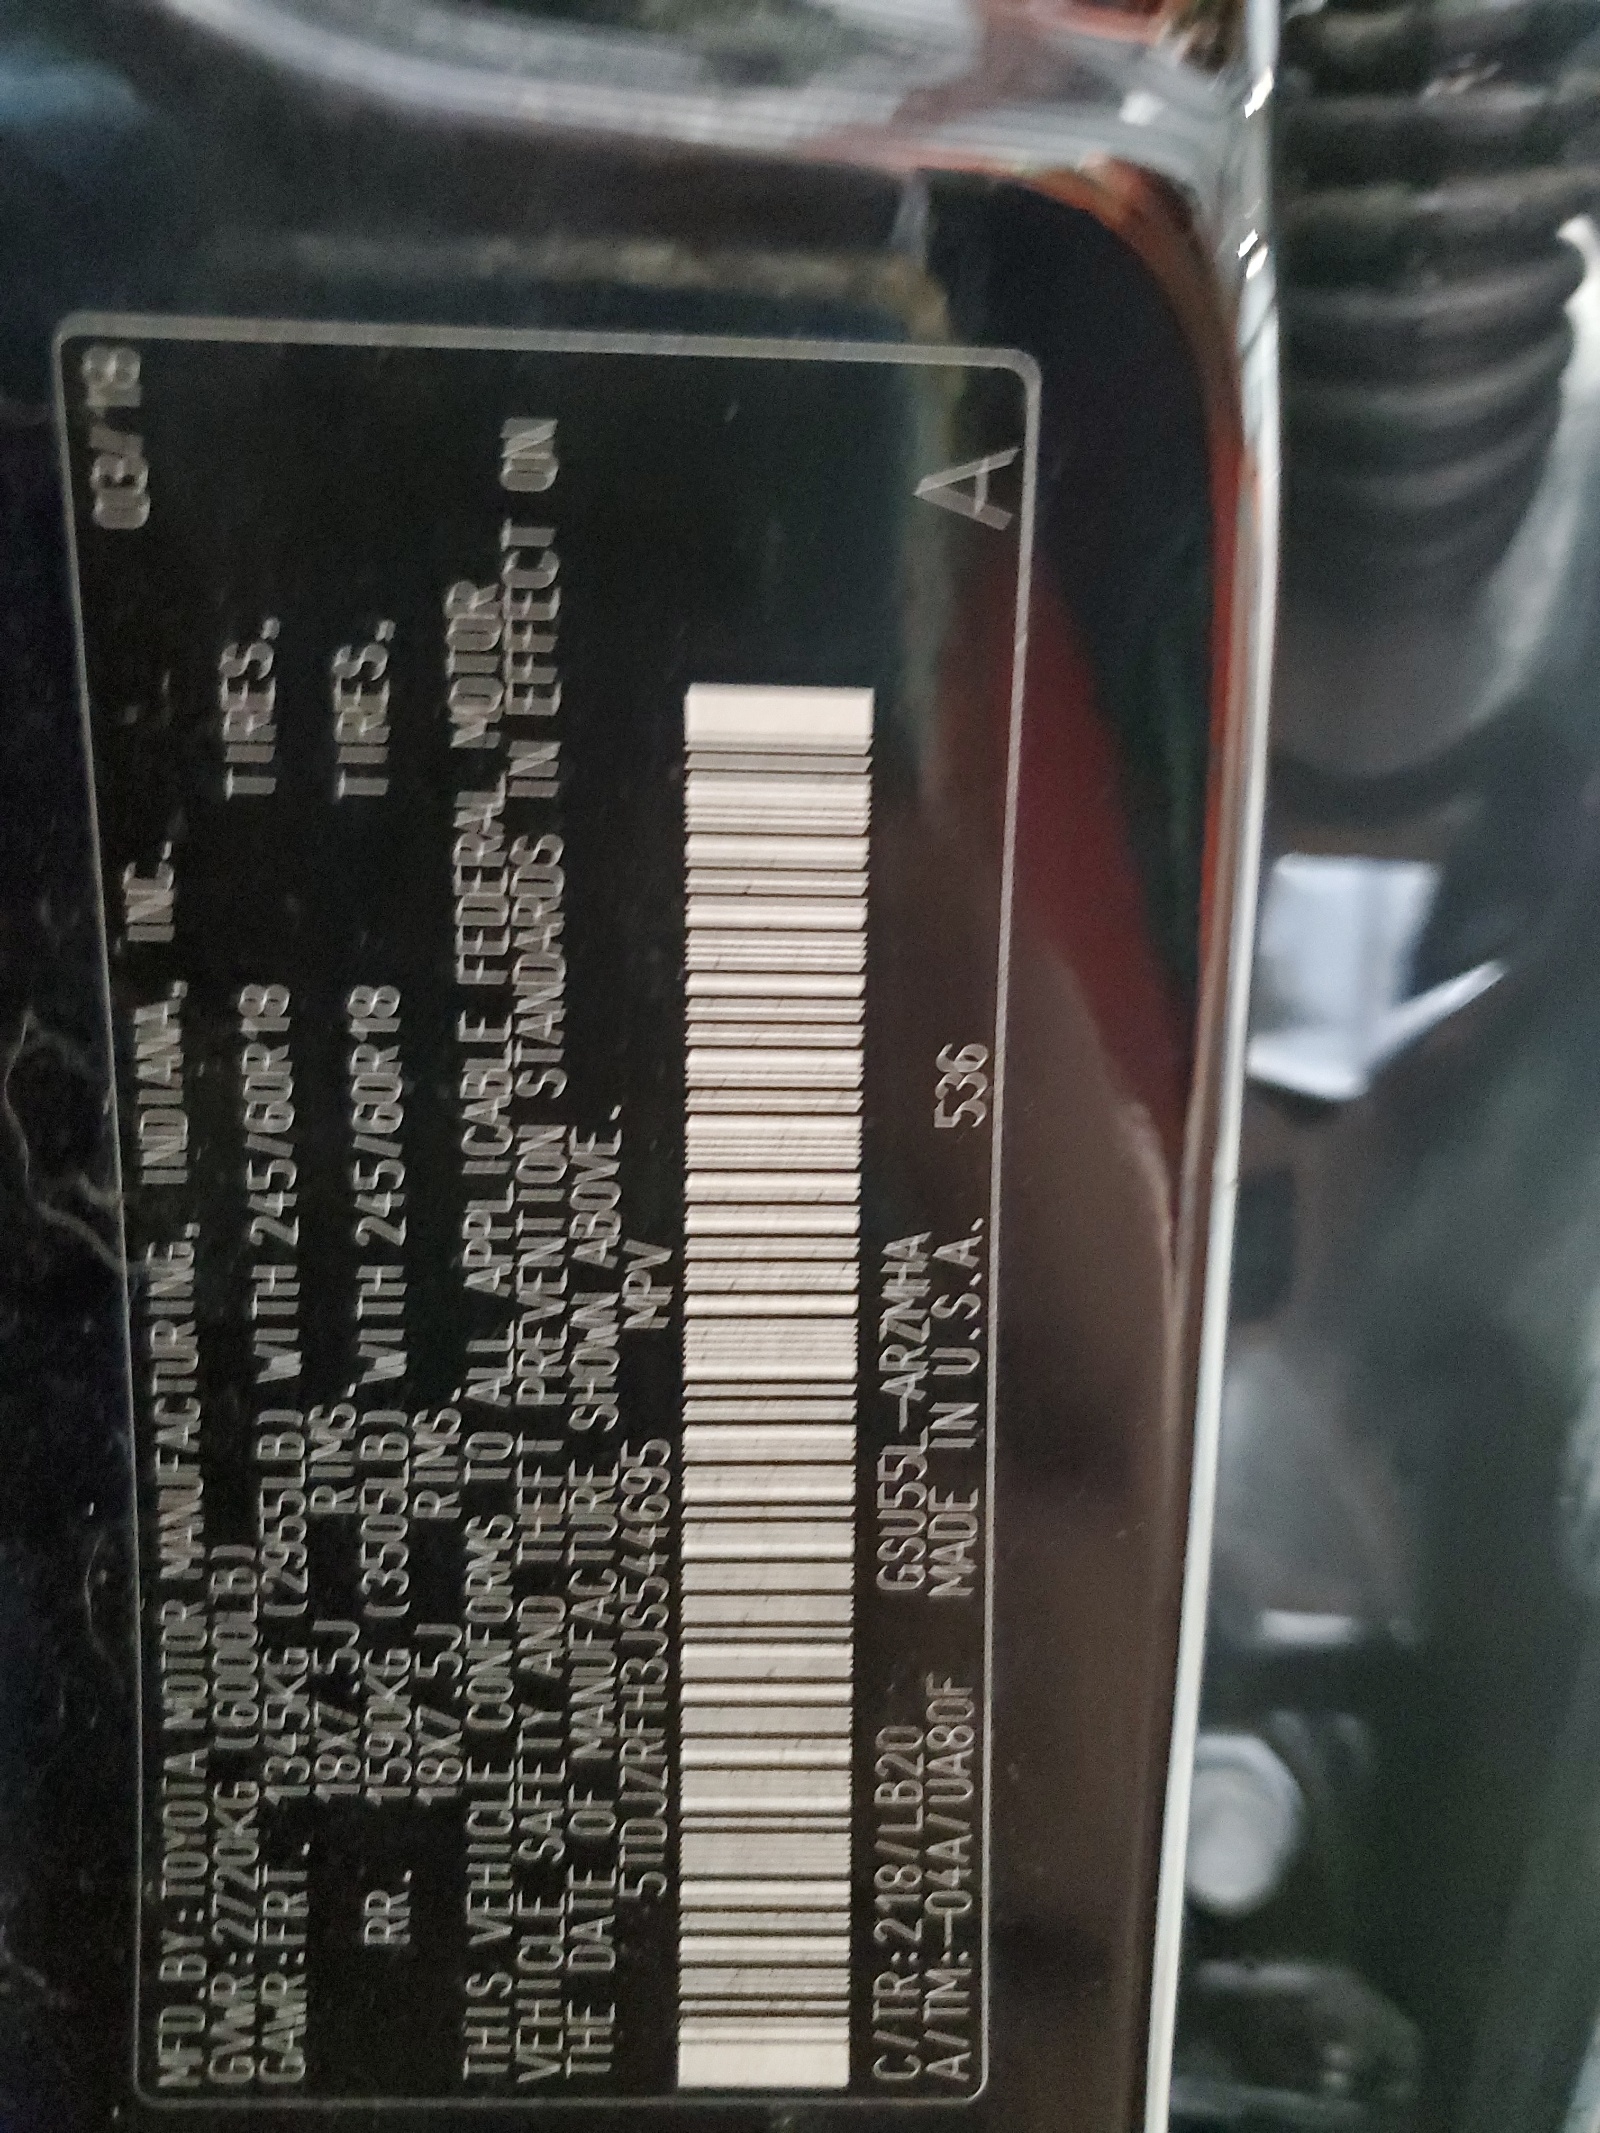 MFD.BY:TOYOTA MOTOR MANUFACTURING, INDIANA, INC. 03/18
GVWR:2720KG (6000LB)
GAWR:FRT. 1345KG (2955LB) WITH 245/60R18 TIRES.
18X7.5J RIMS.
RR. 1590KG (3505LB) WITH 245/60R18 TIRES.
18X7.5J RIMS.
THIS VEHICLE CONFORMS TO ALL APPLICABLE FEDERAL MOTOR
VEHICLE SAFETY AND THEFT PREVENTION STANDARDS IN EFFECT ON
THE DATE OF MANUFACTURE SHOWN ABOVE.
5TDJZRFH3JS544695 MPV
C/TR:218/LB20 GSU55L-ARZMHA
A/TM:-04A/UA80F MADE IN U.S.A. 536
A